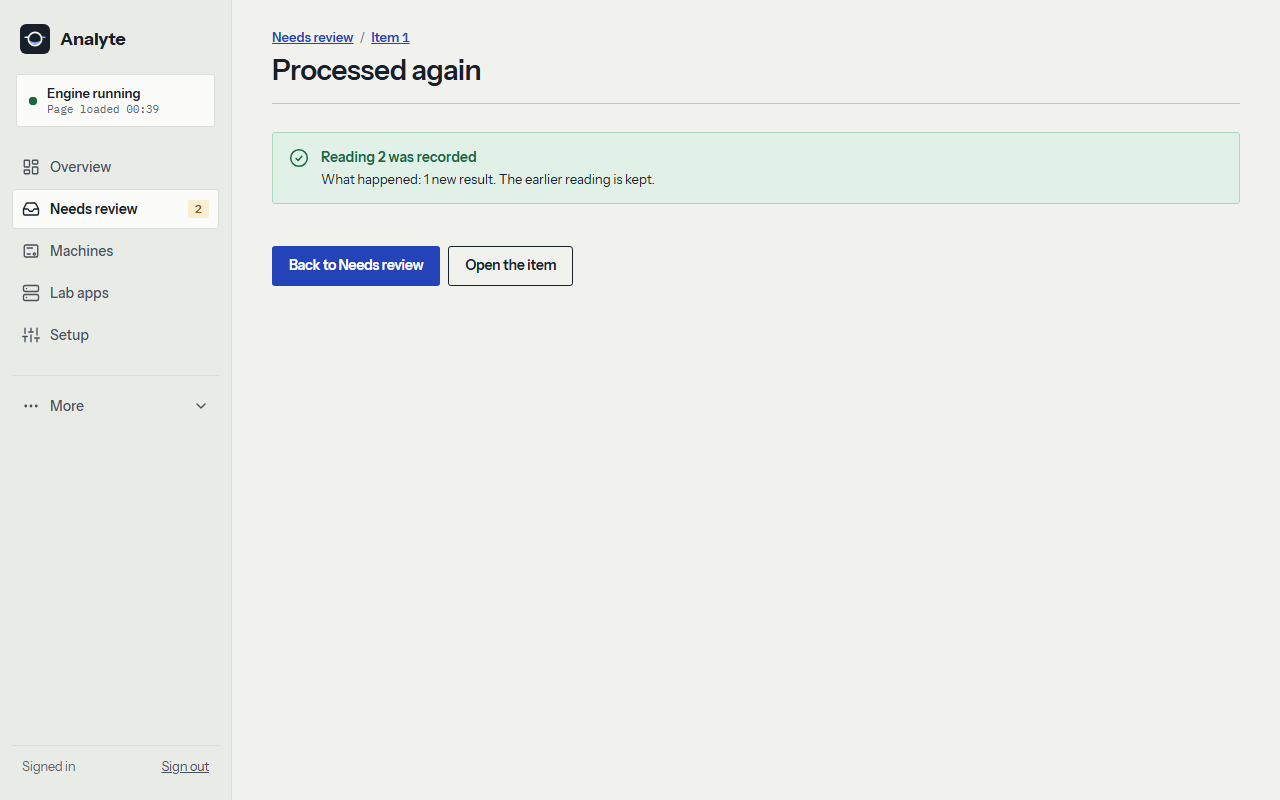 Analyte
Engine running
Page loaded 00:39
Overview
Needs review 2
Machines
Lab apps
Setup
More
Signed in Sign out
Needs review / Item 1
Processed again
Reading 2 was recorded
What happened: 1 new result. The earlier reading is kept.
Back to Needs review Open the item